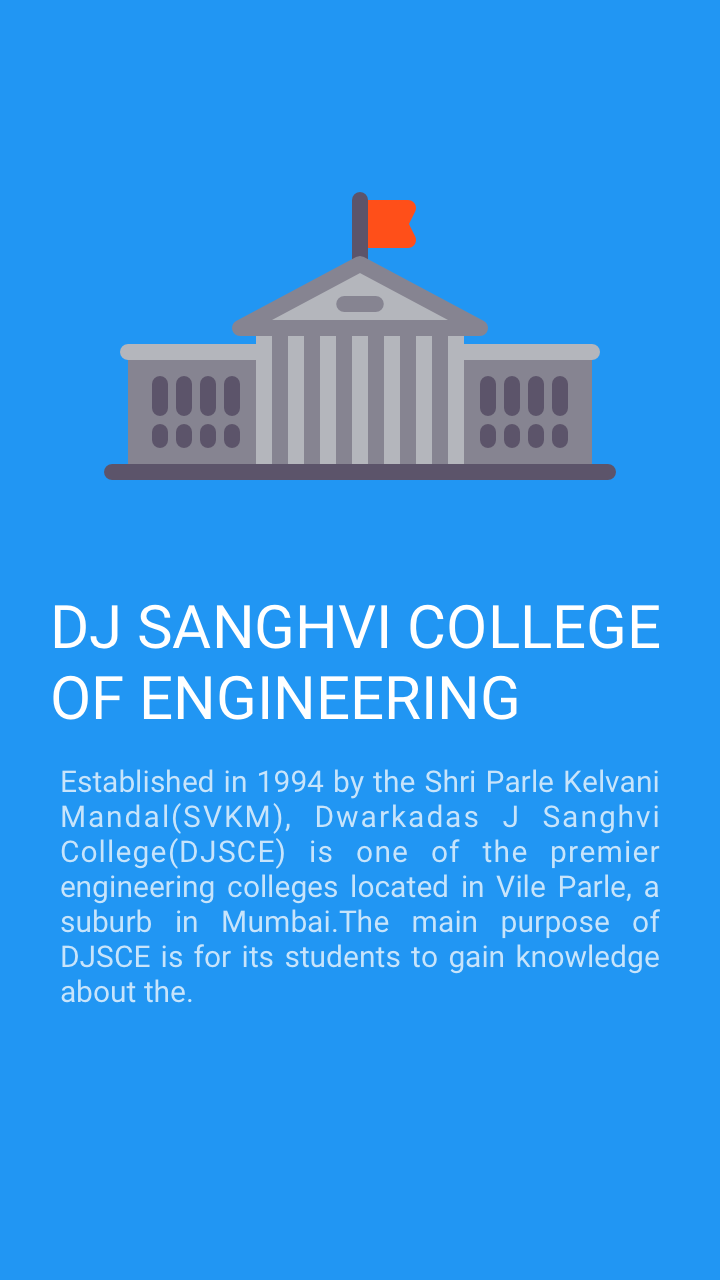 DJ SANGHVI COLLEGE
OF ENGINEERING
Established in 1994 by the Shri Parle Kelvani
Mandal(SVKM), Dwarkadas J Sanghvi
College(DJSCE) is one of the premier
engineering colleges located in Vile Parle, a
suburb in Mumbai.The main purpose of
DJSCE is for its students to gain knowledge
about the.